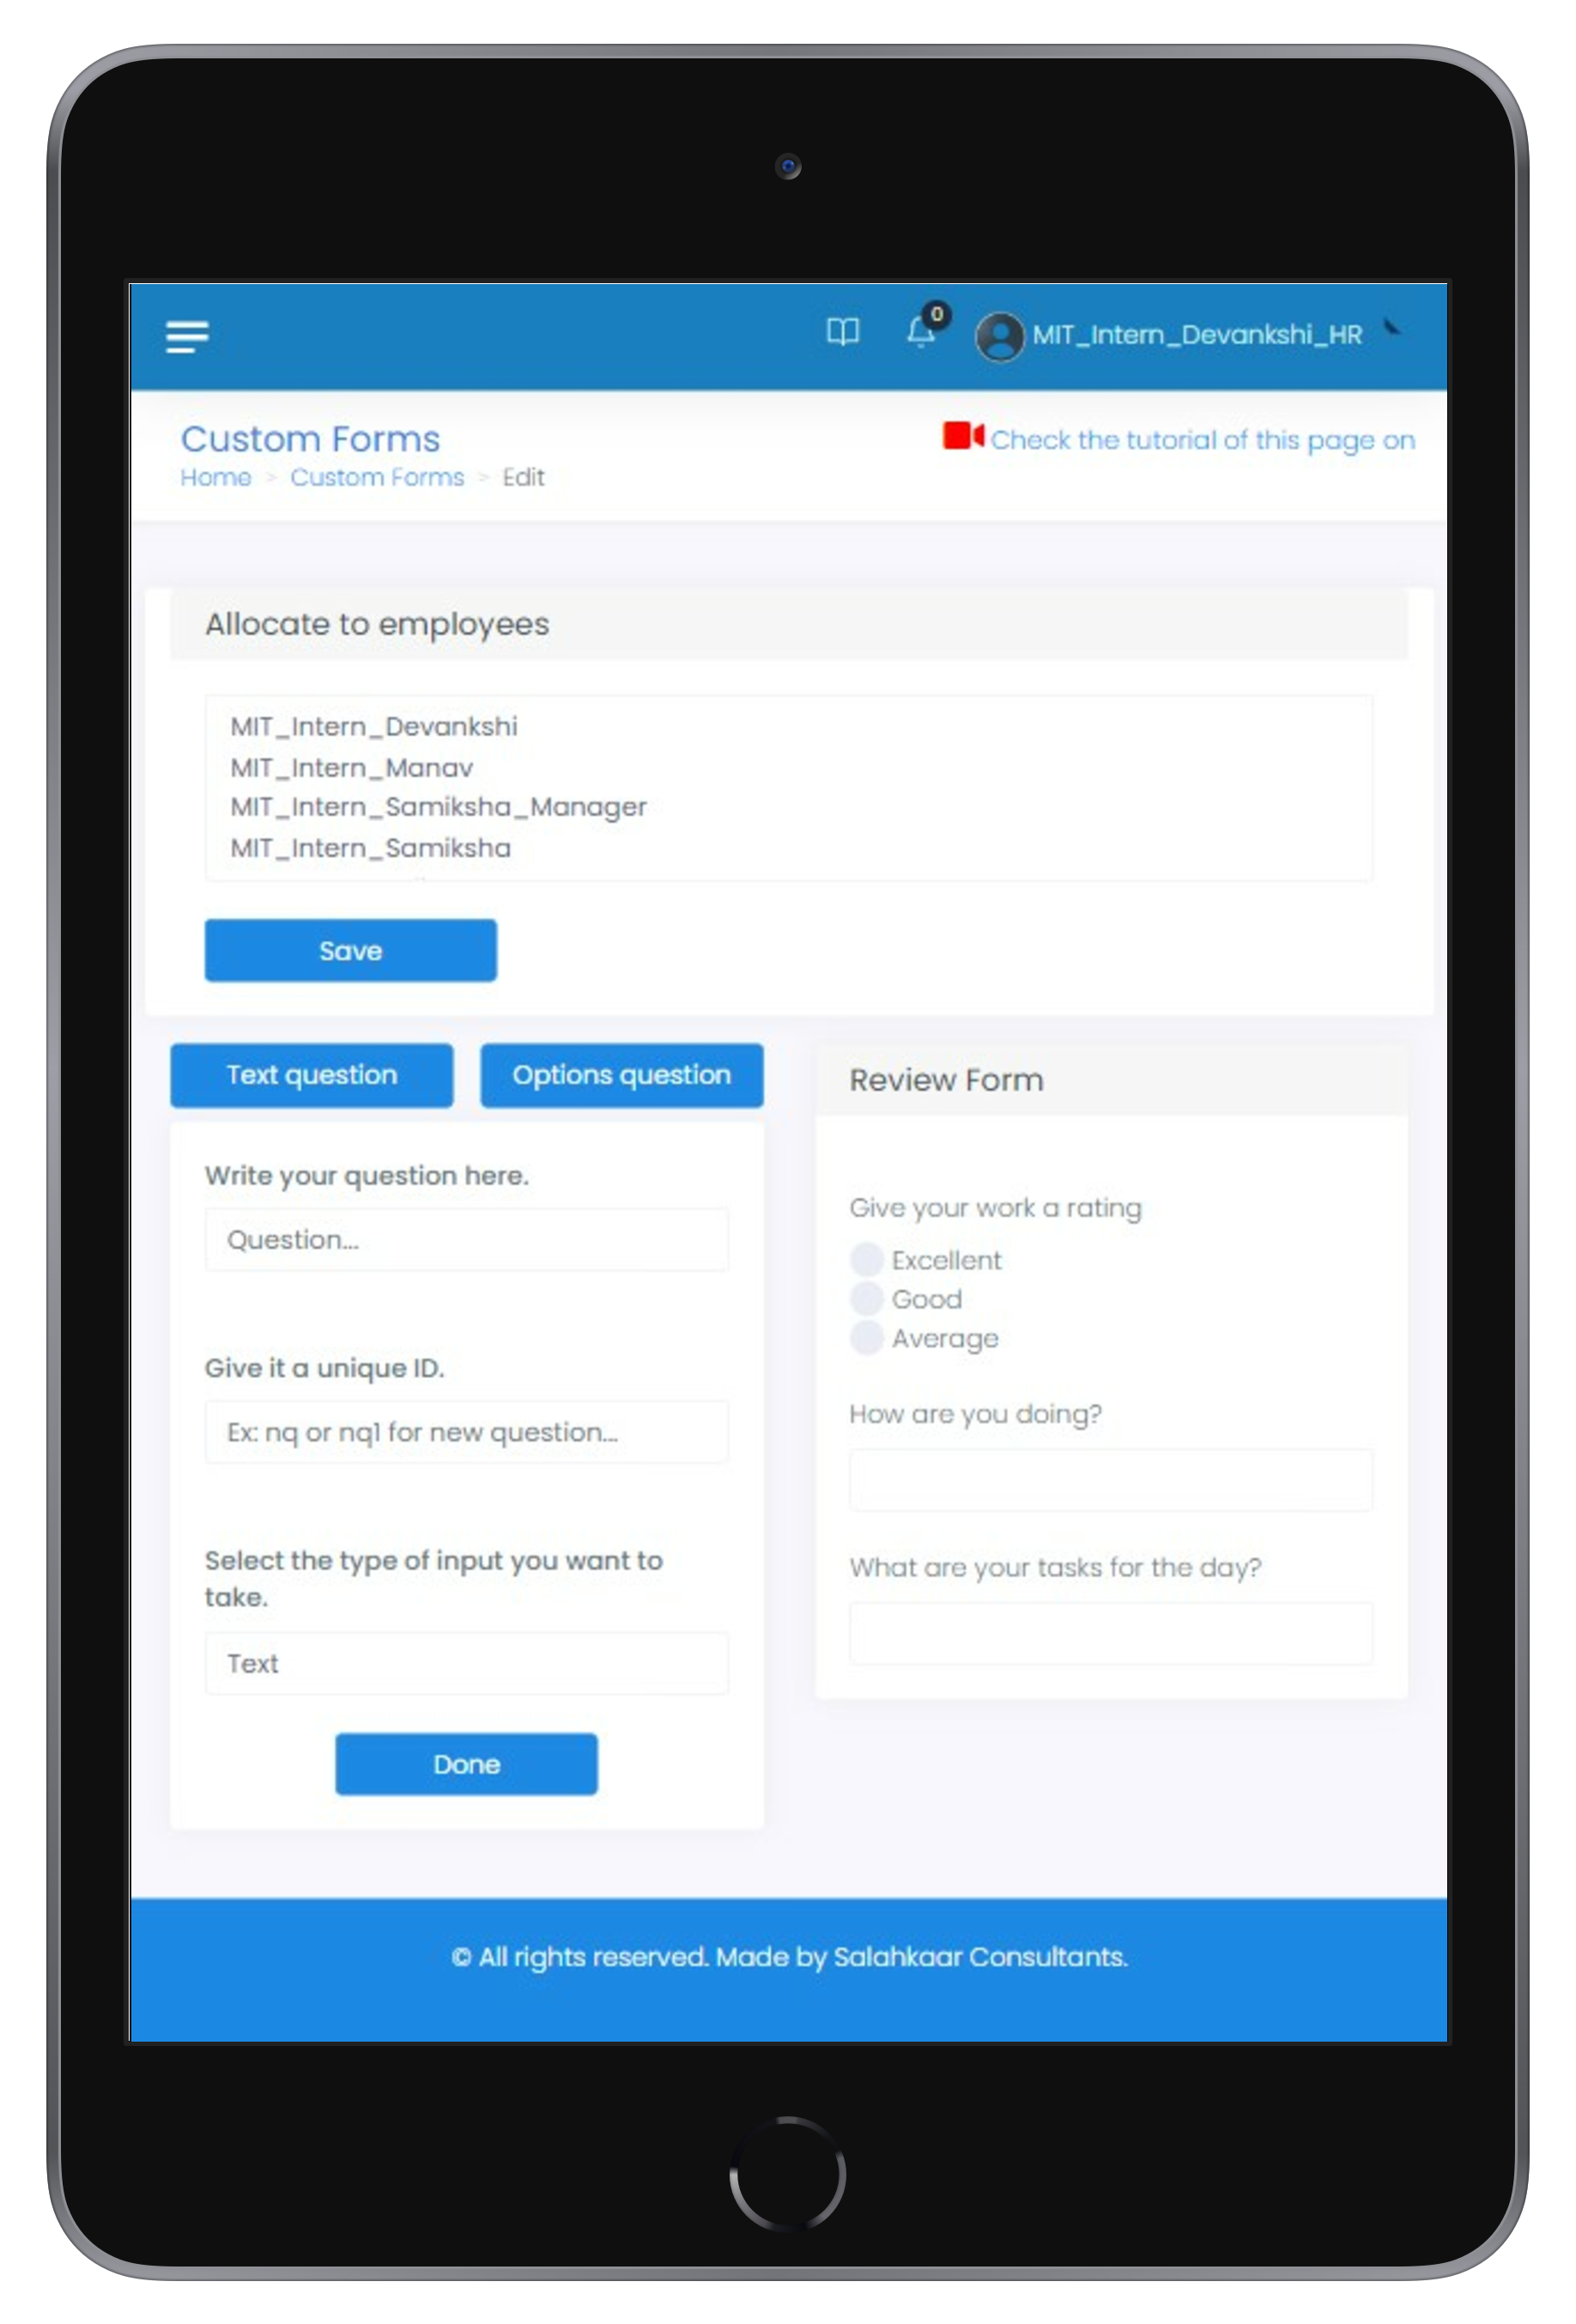 0
MIT_Intern_Devankshi_HR
Custom Forms
Check the tutorial of this page on
Home > Custom Forms > Edit
Allocate to employees
MIT_Intern_Devankshi
MIT_Intern_Manav
MIT_Intern_Samiksha_Manager
MIT_Intern_Samiksha
Save
Text question
Options question
Write your question here.
Question...
Give it a unique ID.
Ex: nq or nq1 for new question...
Select the type of input you want to
take.
Text
Done
Review Form
Give your work a rating
Excellent
Good
Average
How are you doing?
What are your tasks for the day?
© All rights reserved. Made by Salahkaar Consultants.